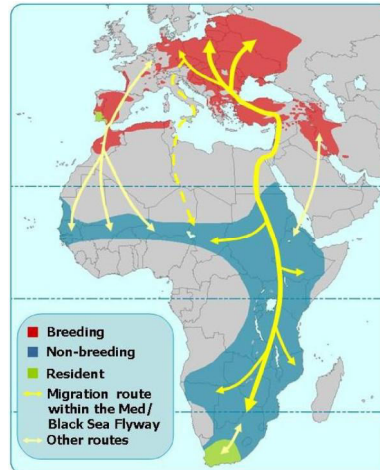 Breeding
Non-breeding
Resident
Migration route
within the Med/
Black Sea Flyway
Other routes